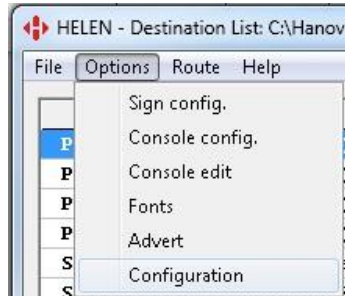 HELEN - Destination List: C:\Hanov
File Options Route Help
Sign config.
Console config.
P Console edit
P Fonts
P Advert
P Configuration
S
S